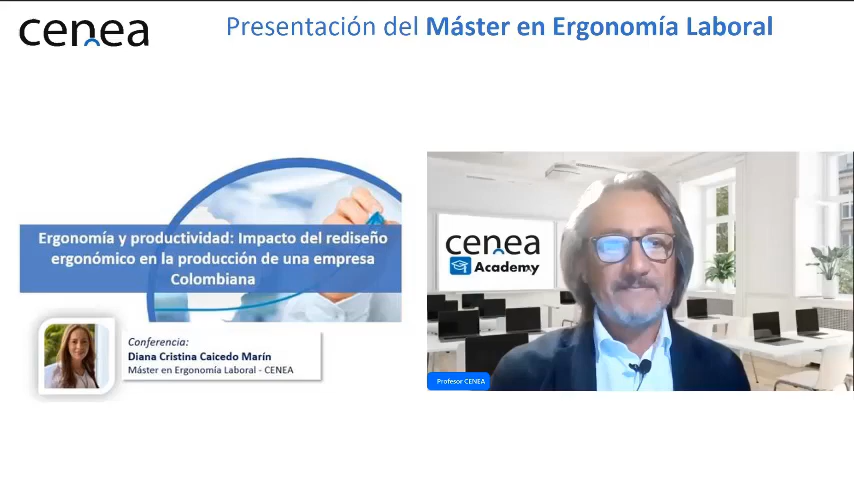 cenea
Presentación del Máster en Ergonomía Laboral
Ergonomía y productividad: Impacto del rediseño
ergonómico en la producción de una empresa
Colombiana
Conferencia:
Diana Cristina Caicedo Marín
Máster en Ergonomía Laboral - CENEA
cenea
Academy
Profesor CENEA